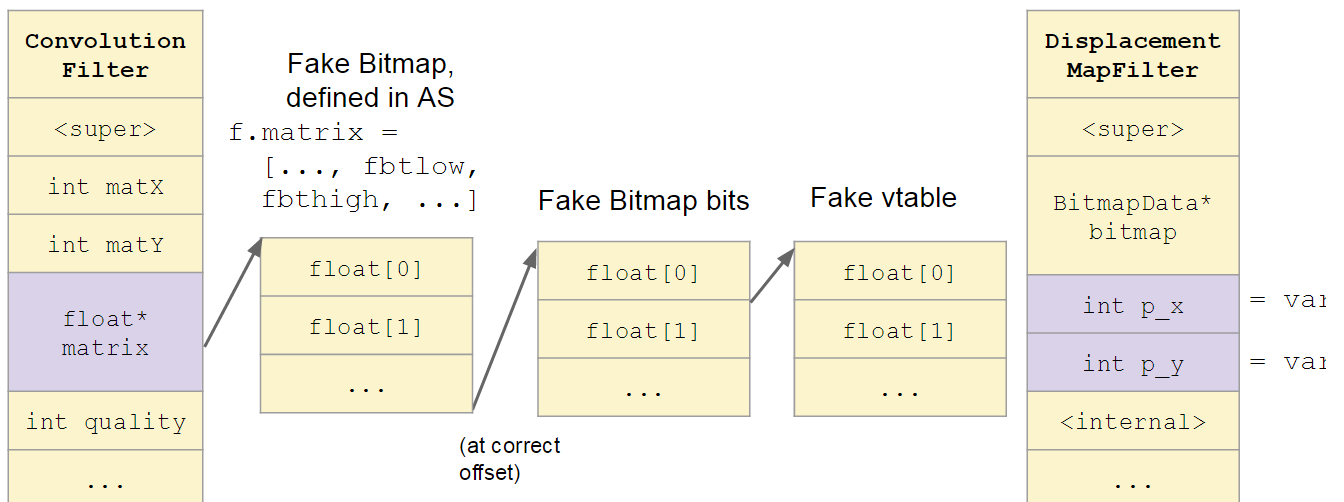 Convolution
Filter
<super>
int matX
int matY
float*
matrix
int quality
...
Fake Bitmap,
defined in AS
f.matrix =
[..., fbtlow,
fbthigh, ...]
float[0]
float[1]
...
(at correct
offset)
Fake Bitmap bits
float[0]
float[1]
...
Fake vtable
float[0]
float[1]
...
Displacement
MapFilter
<super>
BitmapData*
bitmap
int p_x
= var
int p_y
= var
<internal>
...